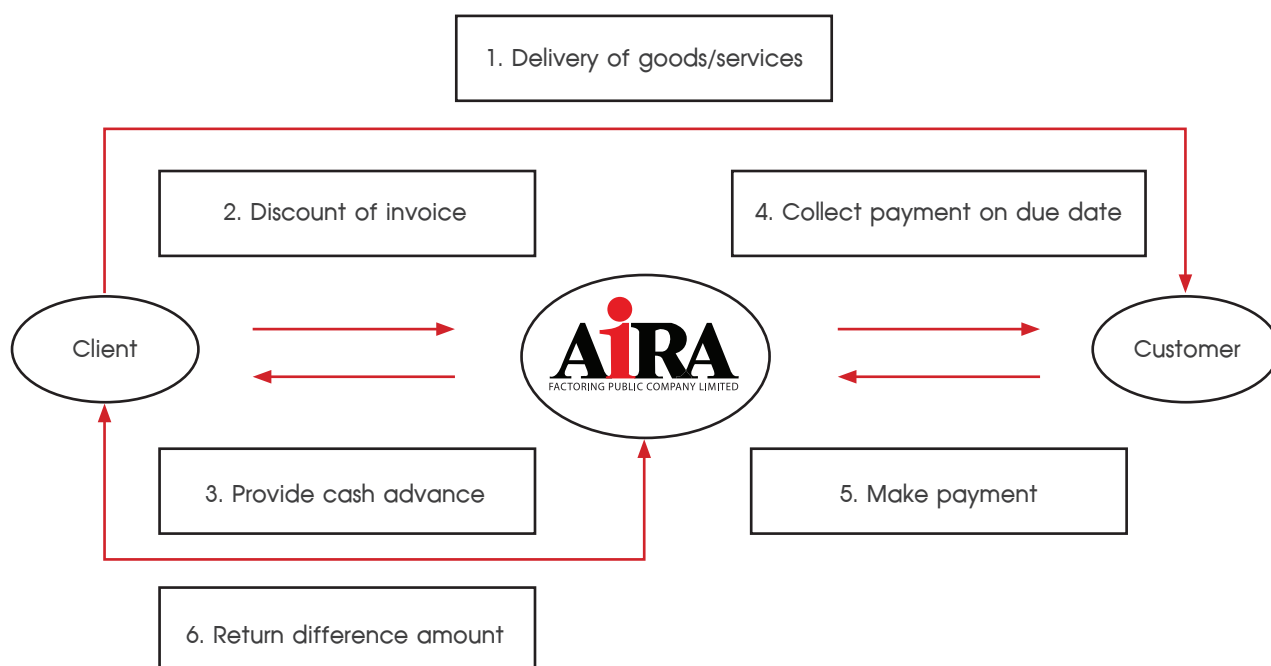 1. Delivery of goods/services
2. Discount of invoice
4. Collect payment on due date
Client
AiRA
FACTORING PUBLIC COMPANY LIMITED
Customer
3. Provide cash advance
5. Make payment
6. Return difference amount